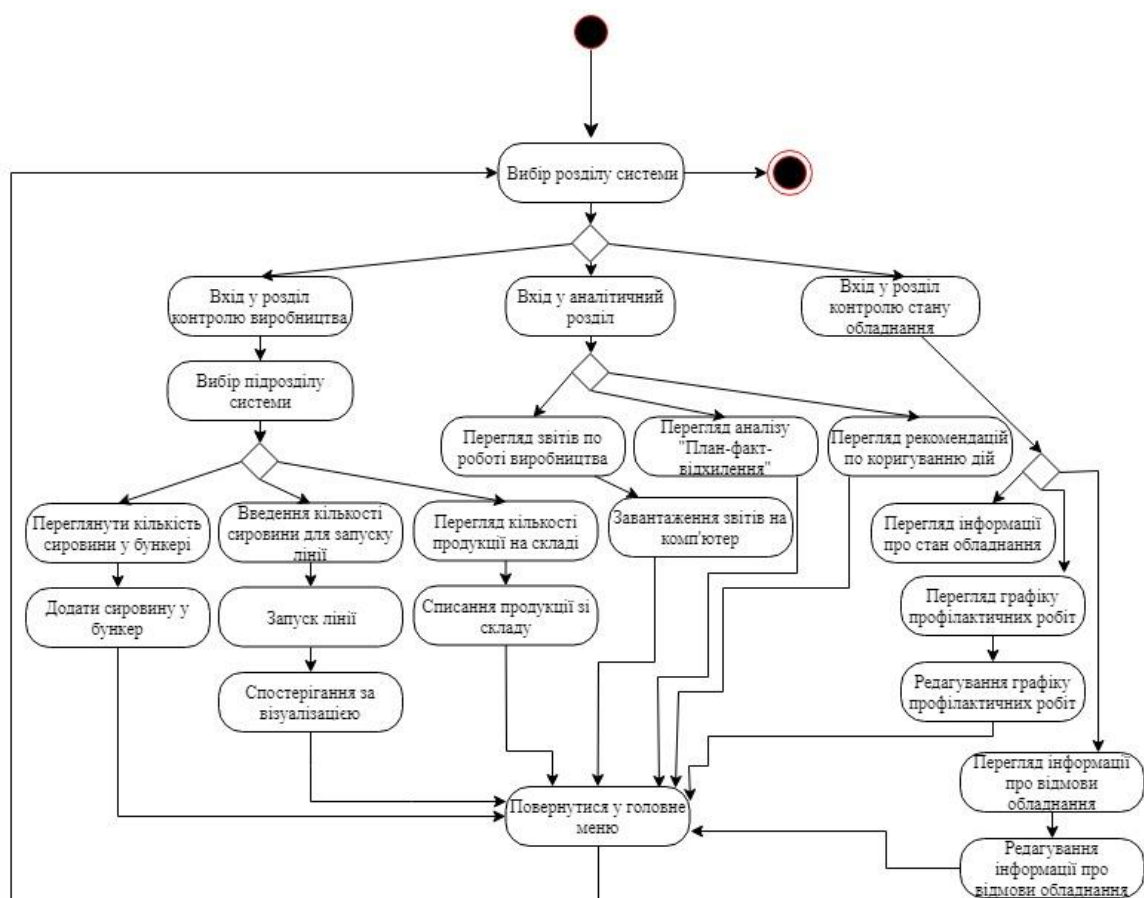 Вибір розділу системи
Вхід у розділ
контролю виробництва
Вхід у аналітичний
розділ
Вхід у розділ
контролю стану
обладнання
Вибір підрозділу
системи
Перегляд звітів по
роботі виробництва
Перегляд аналізу
"План-факт-
відхилення"
Перегляд рекомендацій
по коригуванню дій
Переглянути кількість
сировини у бункері
Введення кількості
сировини для запуску
лінії
Перегляд кількості
продукції на складі
Завантаження звітів на
комп'ютер
Перегляд інформації
про стан обладнання
Додати сировину у
бункер
Запуск лінії
Списання продукції зі
складу
Перегляд графіку
профілактичних робіт
Спостерігання за
візуалізацією
Редагування графіку
профілактичних робіт
Повернутися у головне
меню
Перегляд інформації
про відмови
обладнання
Редагування
інформації про
відмови обладнання